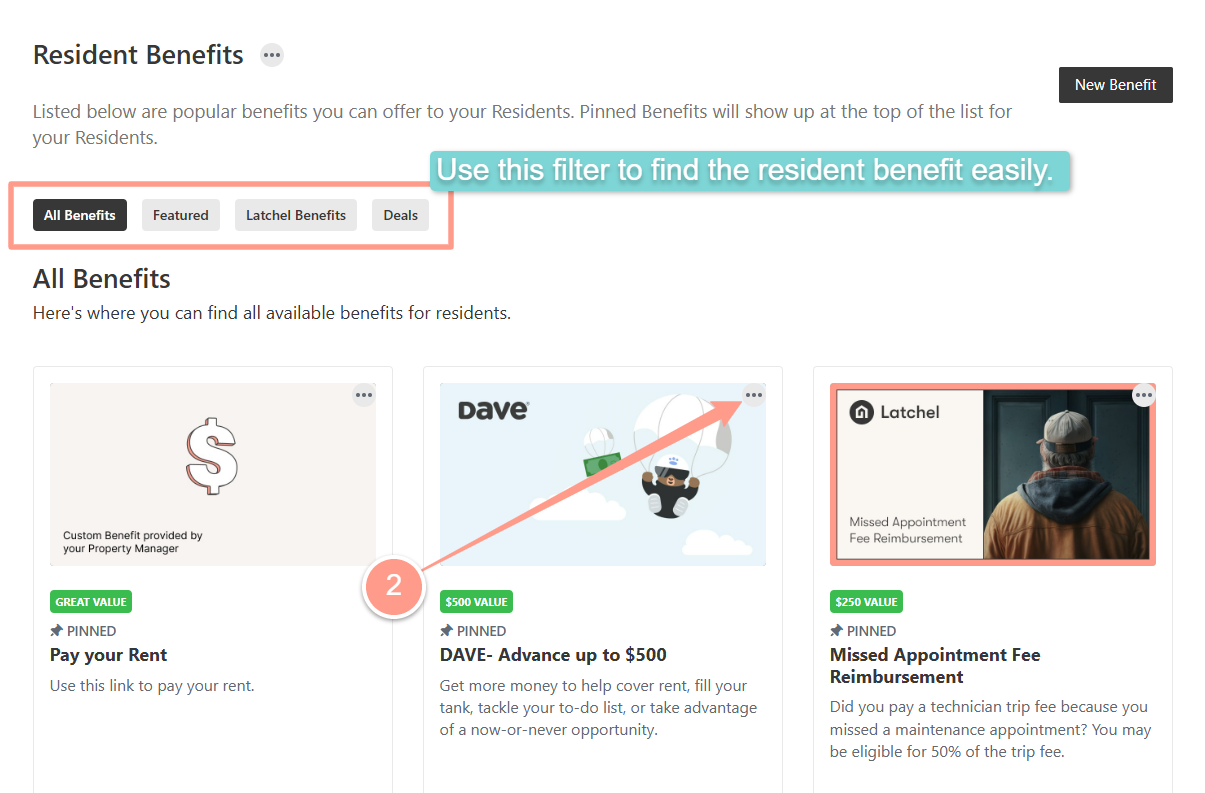 Resident Benefits
New Benefit
Listed below are popular benefits you can offer to your Residents. Pinned Benefits will show up at the top of the list for
your Residents.
Use this filter to find the resident benefit easily.
All Benefits
Featured
Latchel Benefits
Deals
All Benefits
Here's where you can find all available benefits for residents.
Custom Benefit provided by
your Property Manager
GREAT VALUE
PINNED
Pay your Rent
Use this link to pay your rent.
2
Dave
$500 VALUE
PINNED
DAVE- Advance up to $500
Get more money to help cover rent, fill your
tank, tackle your to-do list, or take advantage
of a now-or-never opportunity.
Latchel
Missed Appointment
Fee Reimbursement
$250 VALUE
PINNED
Missed Appointment Fee
Reimbursement
Did you pay a technician trip fee because you
missed a maintenance appointment? You may
be eligible for 50% of the trip fee.